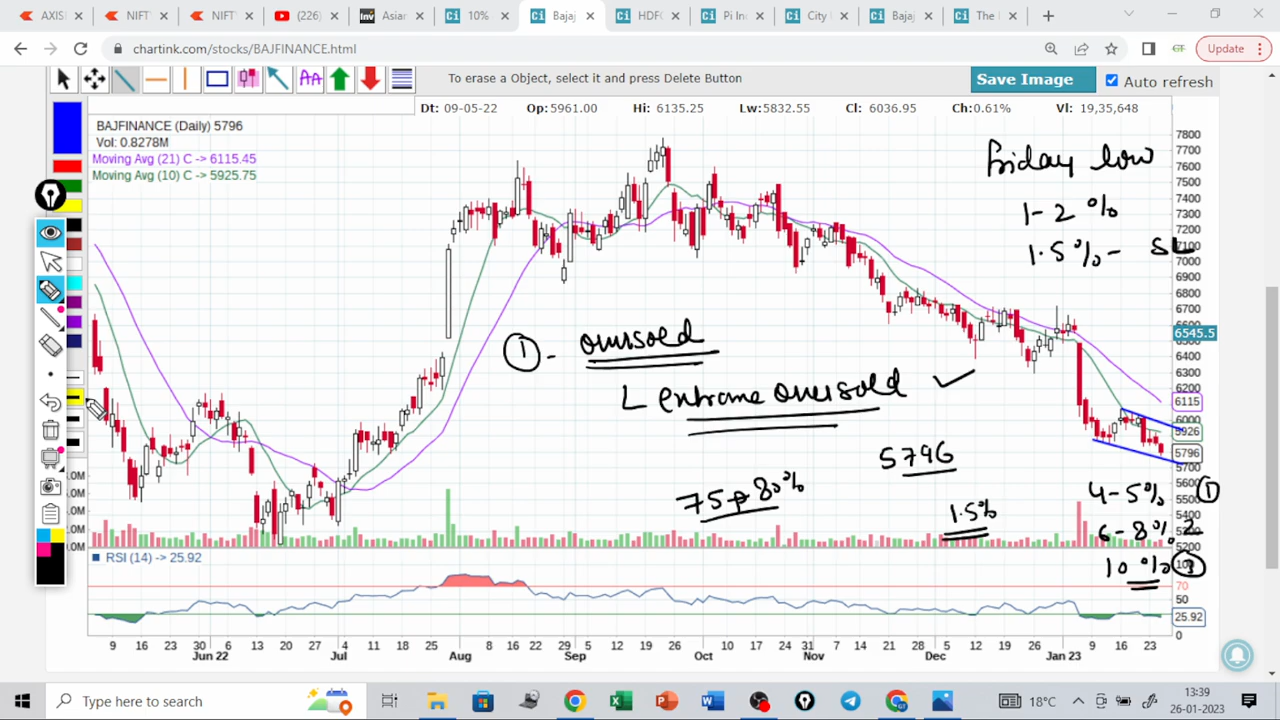 AXIS
NIFT
NIFTY
(226)
Asian
10%
Bajaj
HDFC
Pi Ind
City
Bajaj
The
chartink.com/stocks/BAJFINANCE.html
Update
To erase a Object, select it and press Delete Button
Save Image
Auto refresh
Dt: 09-05-22 Op:5961.00 Hi: 6135.25 Lw:5832.55 Cl: 6036.95 Ch:0.61% Vl: 19,35,648
BAJFINANCE (Daily) 5796
Vol: 0.8278M
Moving Avg (21) C -> 6115.45
Moving Avg (10) C -> 5925.75
friday low
1-2 %
1.5%- SL
① - oversold
L extrame oversold ✓
5796
75 - 80%
1.5%
4-5% ①
6-8% 2
10% 3
7800
7700
7600
7500
7400
7300
7200
7100
7000
6900
6800
6700
6600
6545.5
6400
6300
6200
6115
6000
5926
5796
5700
5600
5500
5400
5200
RSI (14) -> 25.92
70
50
25.92
0
9 16 23 30 6 13 20 27 4 11 18 25 8 16 22 29 5 12 19 26 10 17 24 31 7 14 21 28 5 12 19 26 9 16 23
Jun 22 Jul Aug Sep Oct Nov Dec Jan 23
Type here to search
18°C
13:39
26-01-2023